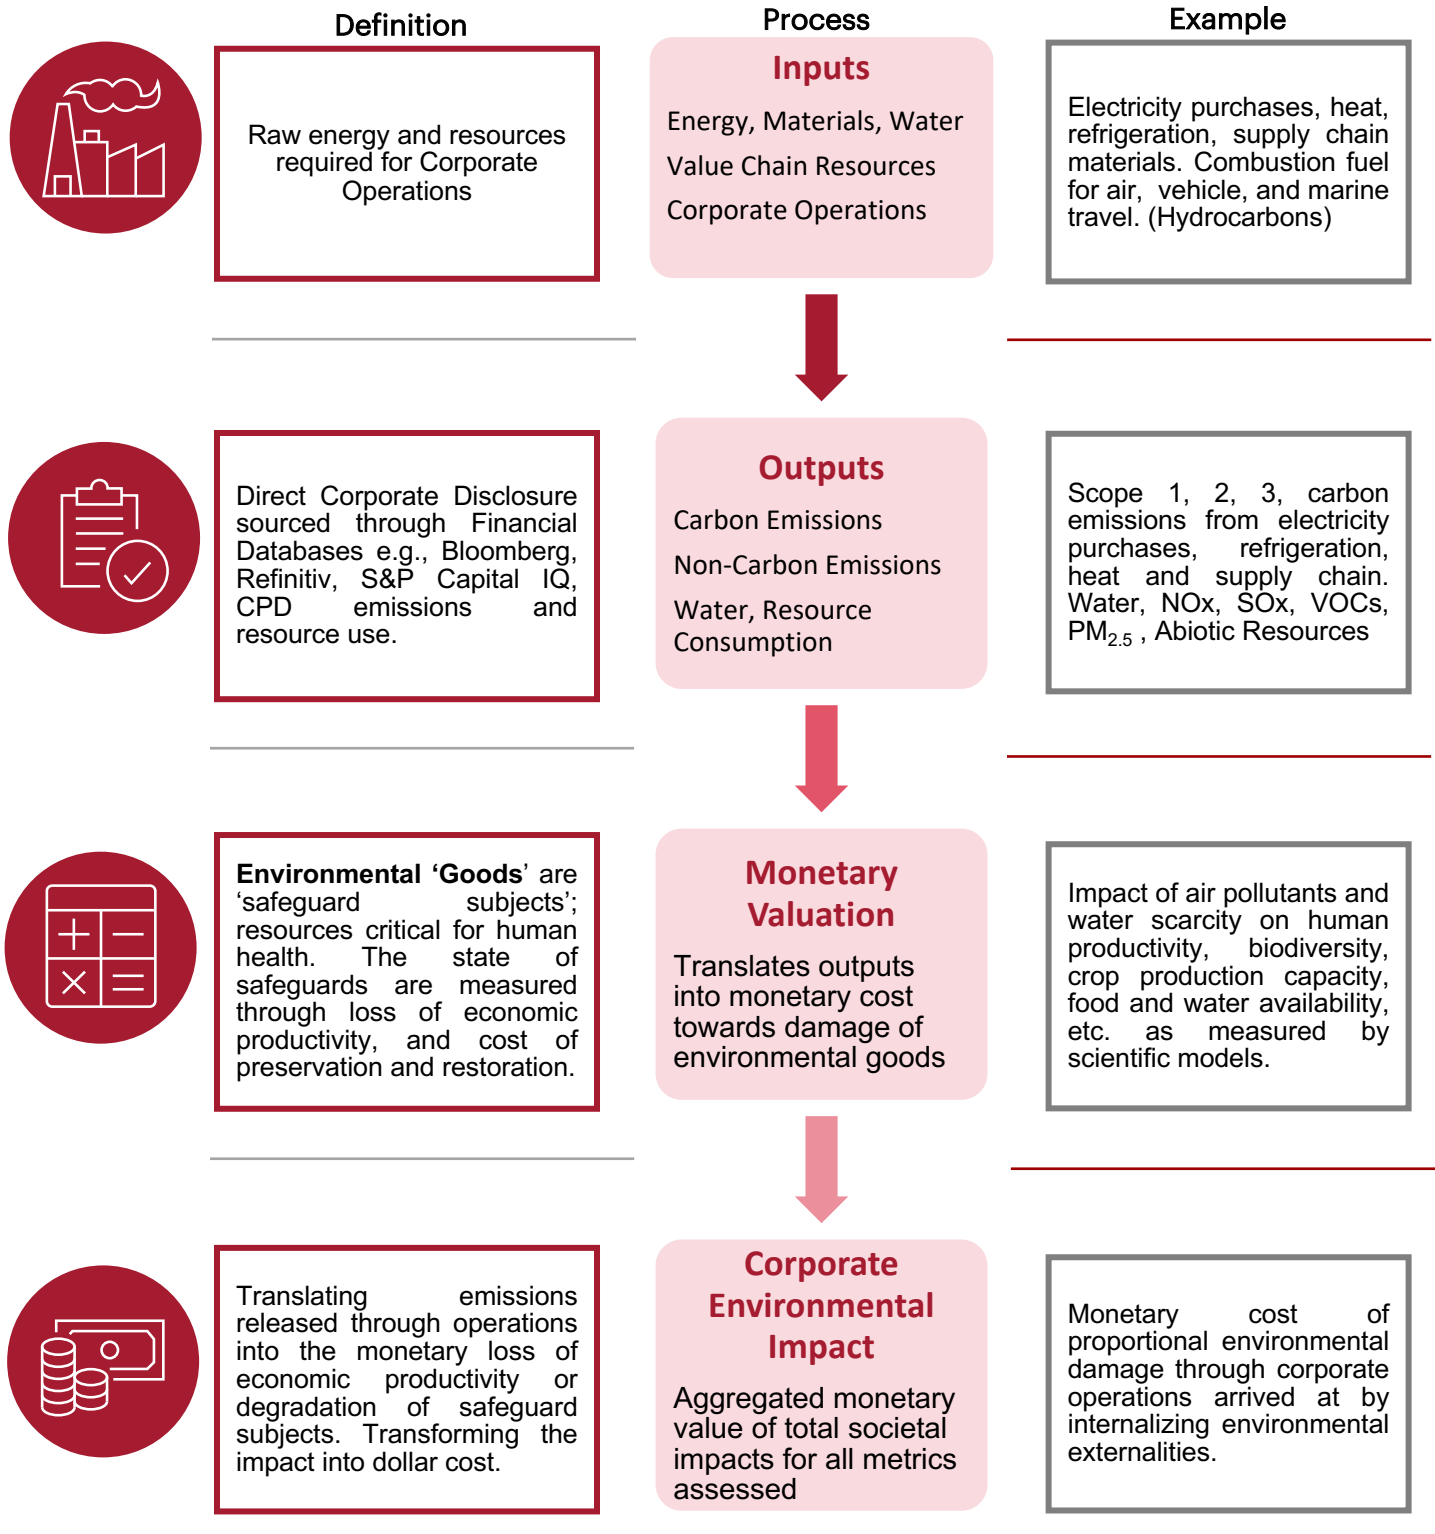 Definition
Process
Example
Raw energy and resources
required for Corporate
Operations
Inputs
Energy, Materials, Water
Value Chain Resources
Corporate Operations
Electricity purchases, heat,
refrigeration, supply chain
materials. Combustion fuel
for air, vehicle, and marine
travel. (Hydrocarbons)
Direct Corporate Disclosure
sourced through Financial
Databases e.g., Bloomberg,
Refinitiv, S&P Capital IQ,
CPD emissions and
resource use.
Outputs
Carbon Emissions
Non-Carbon Emissions
Water, Resource
Consumption
Scope 1, 2, 3, carbon
emissions from electricity
purchases, refrigeration,
heat and supply chain.
Water, NOx, SOx, VOCs,
PM2.5 , Abiotic Resources
Environmental ‘Goods’ are
‘safeguard subjects’;
resources critical for human
health. The state of
safeguards are measured
through loss of economic
productivity, and cost of
preservation and restoration.
Monetary
Valuation
Translates outputs
into monetary cost
towards damage of
environmental goods
Impact of air pollutants and
water scarcity on human
productivity, biodiversity,
crop production capacity,
food and water availability,
etc. as measured by
scientific models.
Translating emissions
released through operations
into the monetary loss of
economic productivity or
degradation of safeguard
subjects. Transforming the
impact into dollar cost.
Corporate
Environmental
Impact
Aggregated monetary
value of total societal
impacts for all metrics
assessed
Monetary cost of
proportional environmental
damage through corporate
operations arrived at by
internalizing environmental
externalities.